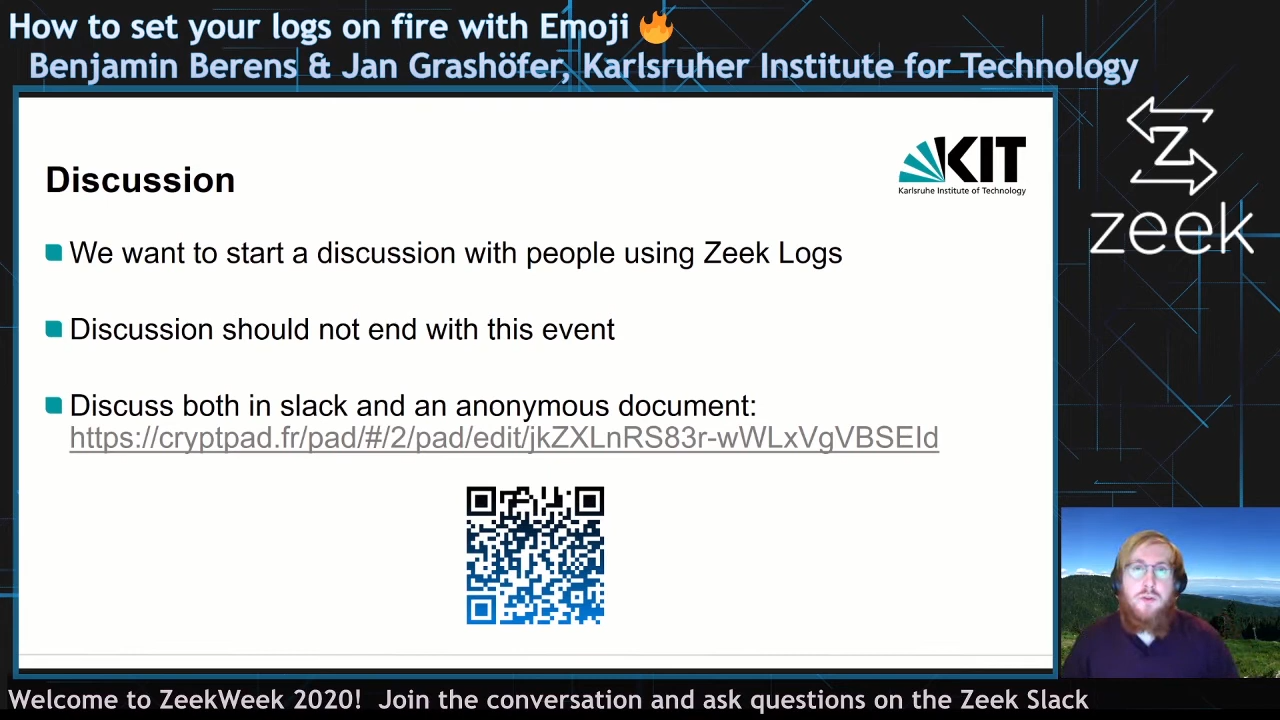 How to set your logs on fire with Emoji 🔥
Benjamin Berens & Jan Grashöfer, Karlsruher Institute for Technology
KIT
Karlsruhe Institute of Technology
Discussion
We want to start a discussion with people using Zeek Logs
Discussion should not end with this event
Discuss both in slack and an anonymous document:
https://cryptpad.fr/pad/#/2/pad/edit/jkZXLnRS83r-wWLxVgVBSEId
Z
zeek
Welcome to ZeekWeek 2020! Join the conversation and ask questions on the Zeek Slack